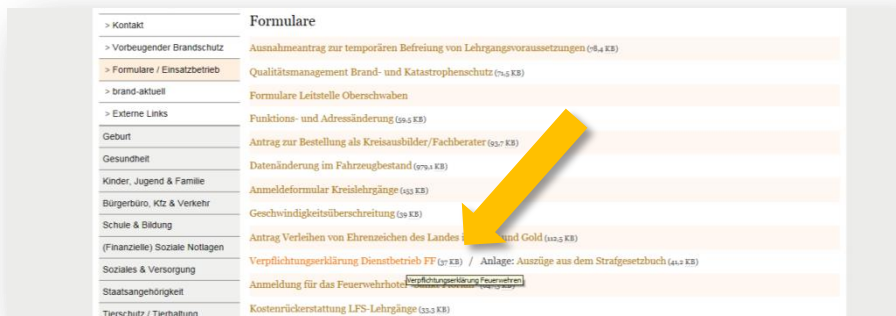 > Kontakt
> Vorbeugender Brandschutz
> Formulare / Einsatzbetrieb
> brand-aktuell
> Externe Links
Geburt
Gesundheit
Kinder, Jugend & Familie
Bürgerbüro, Kfz & Verkehr
Schule & Bildung
(Finanzielle) Soziale Notlagen
Soziales & Versorgung
Staatsangehörigkeit
Tierschutz / Tierhaltung
Formulare
Ausnahmeantrag zur temporären Befreiung von Lehrgangsvoraussetzungen (78,4 KB)
Qualitätsmanagement Brand- und Katastrophenschutz (71,5 KB)
Formulare Leitstelle Oberschwaben
Funktions- und Adressänderung (59,5 KB)
Antrag zur Bestellung als Kreisausbilder/Fachberater (93,7 KB)
Datenänderung im Fahrzeugbestand (979,1 KB)
Anmeldeformular Kreislehrgänge (153 KB)
Geschwindigkeitsüberschreitung (39 KB)
Antrag Verleihen von Ehrenzeichen des Landes und Gold (112,5 KB)
Verpflichtungserklärung Dienstbetrieb FF (37 KB) / Anlage: Auszüge aus dem Strafgesetzbuch (41,2 KB)
Verpflichtungserklärung Feuerwehren
Anmeldung für das Feuerwehrhotel
Kostenrückerstattung LFS-Lehrgänge (33,3 KB)